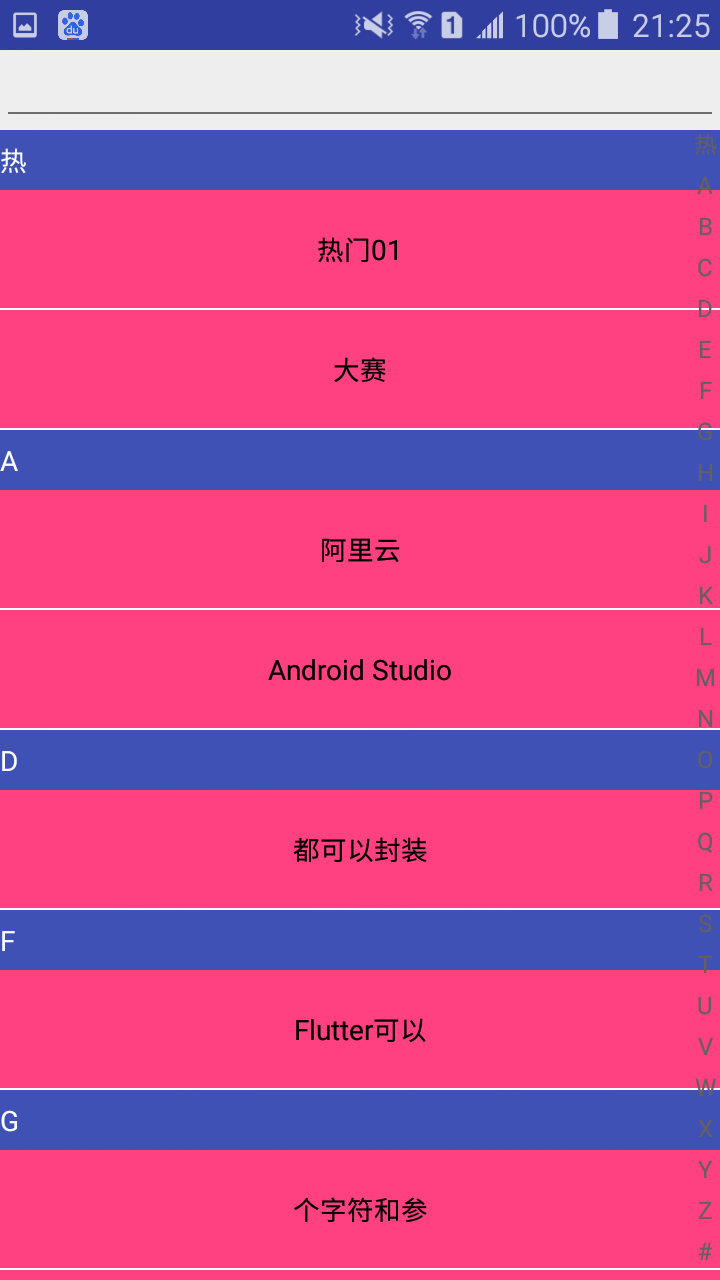 100% 21:25
热
热门01
大赛
A
阿里云
Android Studio
D
都可以封装
F
Flutter可以
G
个字符和参
热
A
B
C
D
E
F
G
H
I
J
K
L
M
N
O
P
Q
R
S
T
U
V
W
X
Y
Z
#